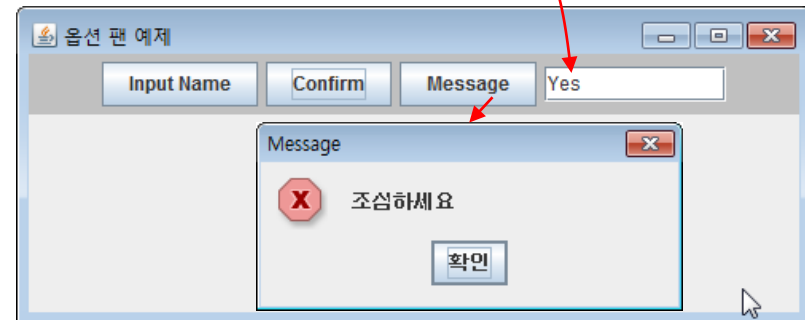 옵션 팬 예제
Input Name Confirm Message Yes
Message
조심하세요
확인